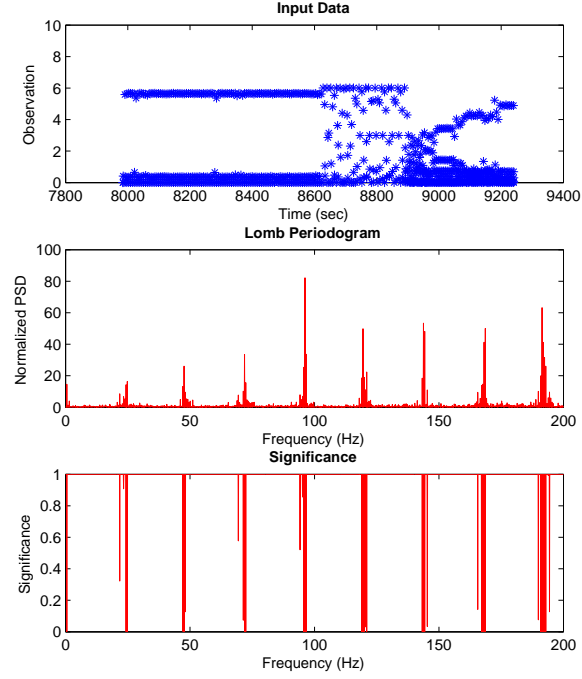 Input Data
10
8
6
4
2
0
Observation
7800 8000 8200 8400 8600 8800 9000 9200 9400
Time (sec)
Lomb Periodogram
100
80
60
40
20
0
Normalized PSD
0 50 100 150 200
Frequency (Hz)
Significance
1
0.8
0.6
0.4
0.2
0
Significance
0 50 100 150 200
Frequency (Hz)